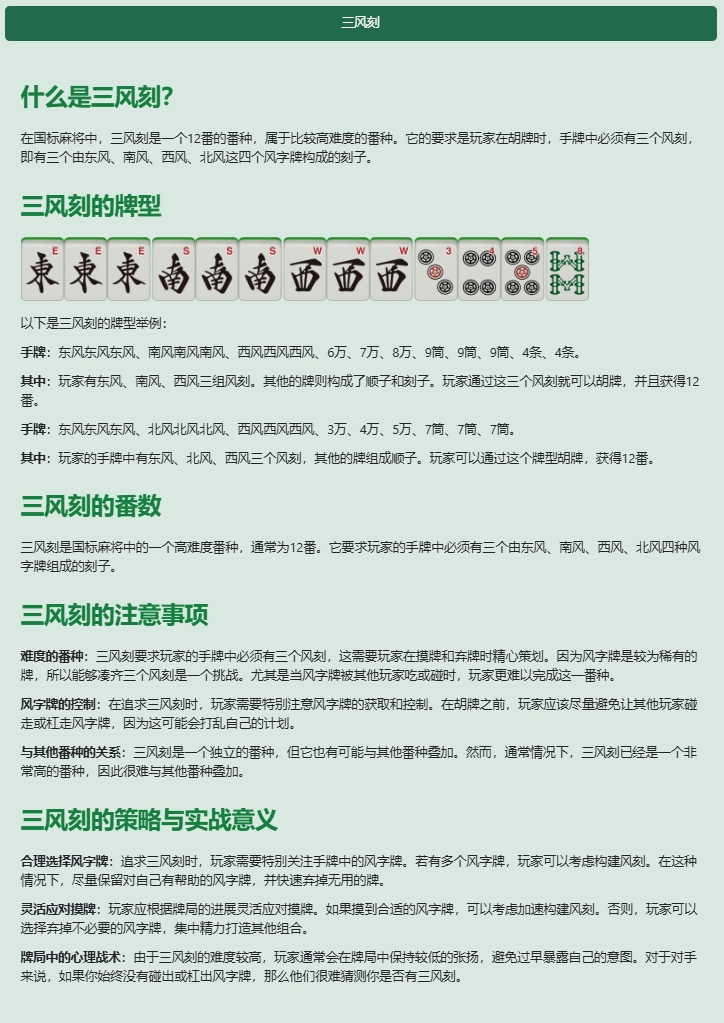 三风刻
什么是三风刻？
在国标麻将中，三风刻是一个12番的番种，属于比较高难度的番种。它的要求是玩家在胡牌时，手牌中必须有三个风刻，
即有三个由东风、南风、西风、北风这四个风字牌构成的刻子。
三风刻的牌型
E E E S S S W W W 3 4 5 8
東 東 東 南 南 南 西 西 西
以下是三风刻的牌型举例：
手牌：东风东风东风、南风南风南风、西风西风西风、6万、7万、8万、9筒、9筒、9筒、4条、4条。
其中：玩家有东风、南风、西风三组风刻。其他的牌则构成了顺子和刻子。玩家通过这三个风刻就可以胡牌，并且获得12
番。
手牌：东风东风东风、北风北风北风、西风西风西风、3万、4万、5万、7筒、7筒、7筒。
其中：玩家的手牌中有东风、北风、西风三个风刻，其他的牌组成顺子。玩家可以通过这个牌型胡牌，获得12番。
三风刻的番数
三风刻是国标麻将中的一个高难度番种，通常为12番。它要求玩家的手牌中必须有三个由东风、南风、西风、北风四种风
字牌组成的刻子。
三风刻的注意事项
难度的番种：三风刻要求玩家的手牌中必须有三个风刻，这需要玩家在摸牌和弃牌时精心策划。因为风字牌是较为稀有的
牌，所以能够凑齐三个风刻是一个挑战。尤其是当风字牌被其他玩家吃或碰时，玩家更难以完成这一番种。
风字牌的控制：在追求三风刻时，玩家需要特别注意风字牌的获取和控制。在胡牌之前，玩家应该尽量避免让其他玩家碰
走或杠走风字牌，因为这可能会打乱自己的计划。
与其他番种的关系：三风刻是一个独立的番种，但它也有可能与其他番种叠加。然而，通常情况下，三风刻已经是一个非
常高的番种，因此很难与其他番种叠加。
三风刻的策略与实战意义
合理选择风字牌：追求三风刻时，玩家需要特别关注手牌中的风字牌。若有多个风字牌，玩家可以考虑构建风刻。在这种
情况下，尽量保留对自己有帮助的风字牌，并快速弃掉无用的牌。
灵活应对摸牌：玩家应根据牌局的进展灵活应对摸牌。如果摸到合适的风字牌，可以考虑加速构建风刻。否则，玩家可以
选择弃掉不必要的风字牌，集中精力打造其他组合。
牌局中的心理战术：由于三风刻的难度较高，玩家通常会在牌局中保持较低的张扬，避免过早暴露自己的意图。对于对手
来说，如果你始终没有碰出或杠出风字牌，那么他们很难猜测你是否有三风刻。